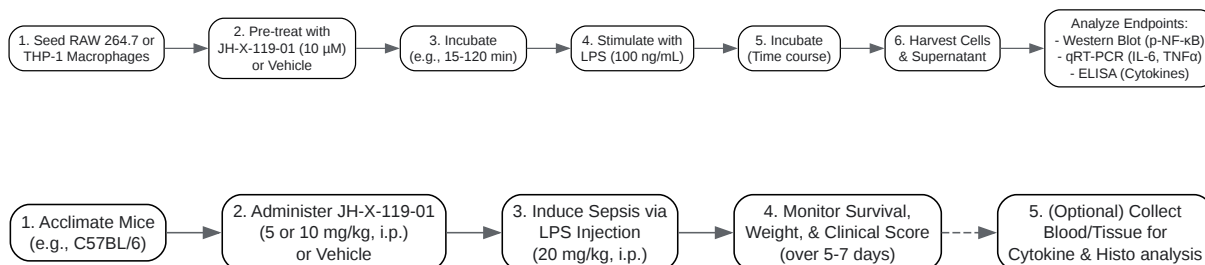 1. Seed RAW 264.7 or
THP-1 Macrophages
2. Pre-treat with
JH-X-119-01 (10 μM)
or Vehicle
3. Incubate
(e.g., 15-120 min)
4. Stimulate with
LPS (100 ng/mL)
5. Incubate
(Time course)
6. Harvest Cells
& Supernatant
Analyze Endpoints:
- Western Blot (p-NF-κB)
- qRT-PCR (IL-6, TNFα)
- ELISA (Cytokines)
1. Acclimate Mice
(e.g., C57BL/6)
2. Administer JH-X-119-01
(5 or 10 mg/kg, i.p.)
or Vehicle
3. Induce Sepsis via
LPS Injection
(20 mg/kg, i.p.)
4. Monitor Survival,
Weight, & Clinical Score
(over 5-7 days)
5. (Optional) Collect
Blood/Tissue for
Cytokine & Histo analysis